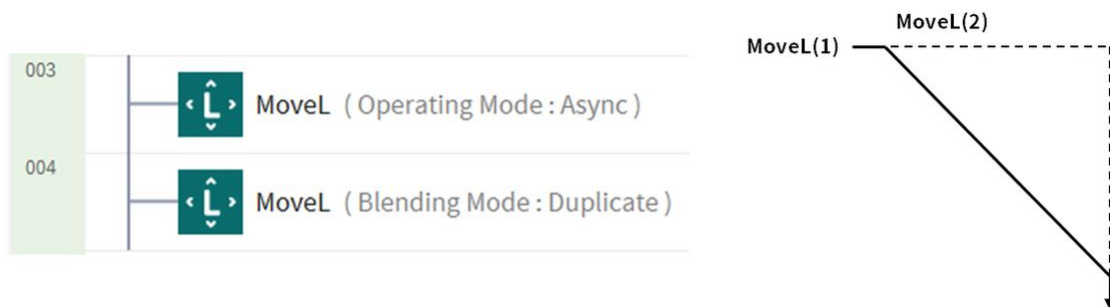 003
MoveL ( Operating Mode : Async )
004
MoveL ( Blending Mode : Duplicate )
MoveL(2)
MoveL(1)